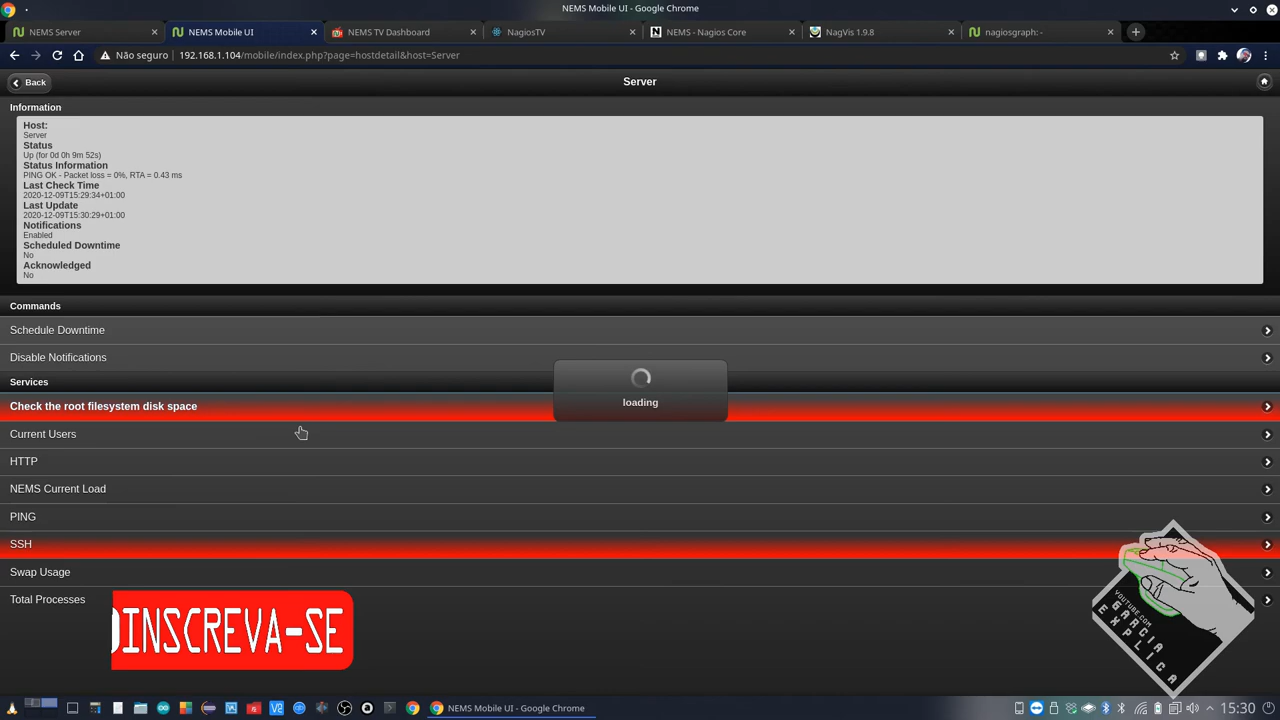 NEMS Mobile UI - Google Chrome
NEMS Server
NEMS Mobile UI
NEMS TV Dashboard
NagiosTV
NEMS - Nagios Core
NagVis 1.9.8
nagiosgraph: -
Não seguro
192.168.1.104/mobile/index.php?page=hostdetail&host=Server
Back
Server
Information
Host:
Server
Status
Up (for 0d 0h 9m 52s)
Status Information
PING OK - Packet loss = 0%, RTA = 0.43 ms
Last Check Time
2020-12-09T15:29:34+01:00
Last Update
2020-12-09T15:30:29+01:00
Notifications
Enabled
Scheduled Downtime
No
Acknowledged
No
Commands
Schedule Downtime
Disable Notifications
loading
Services
Check the root filesystem disk space
Current Users
HTTP
NEMS Current Load
PING
SSH
Swap Usage
Total Processes
INSCREVA-SE
YOUTUBE.COM
GARCIA
EXPLICA
NEMS Mobile UI - Google Chrome
15:30